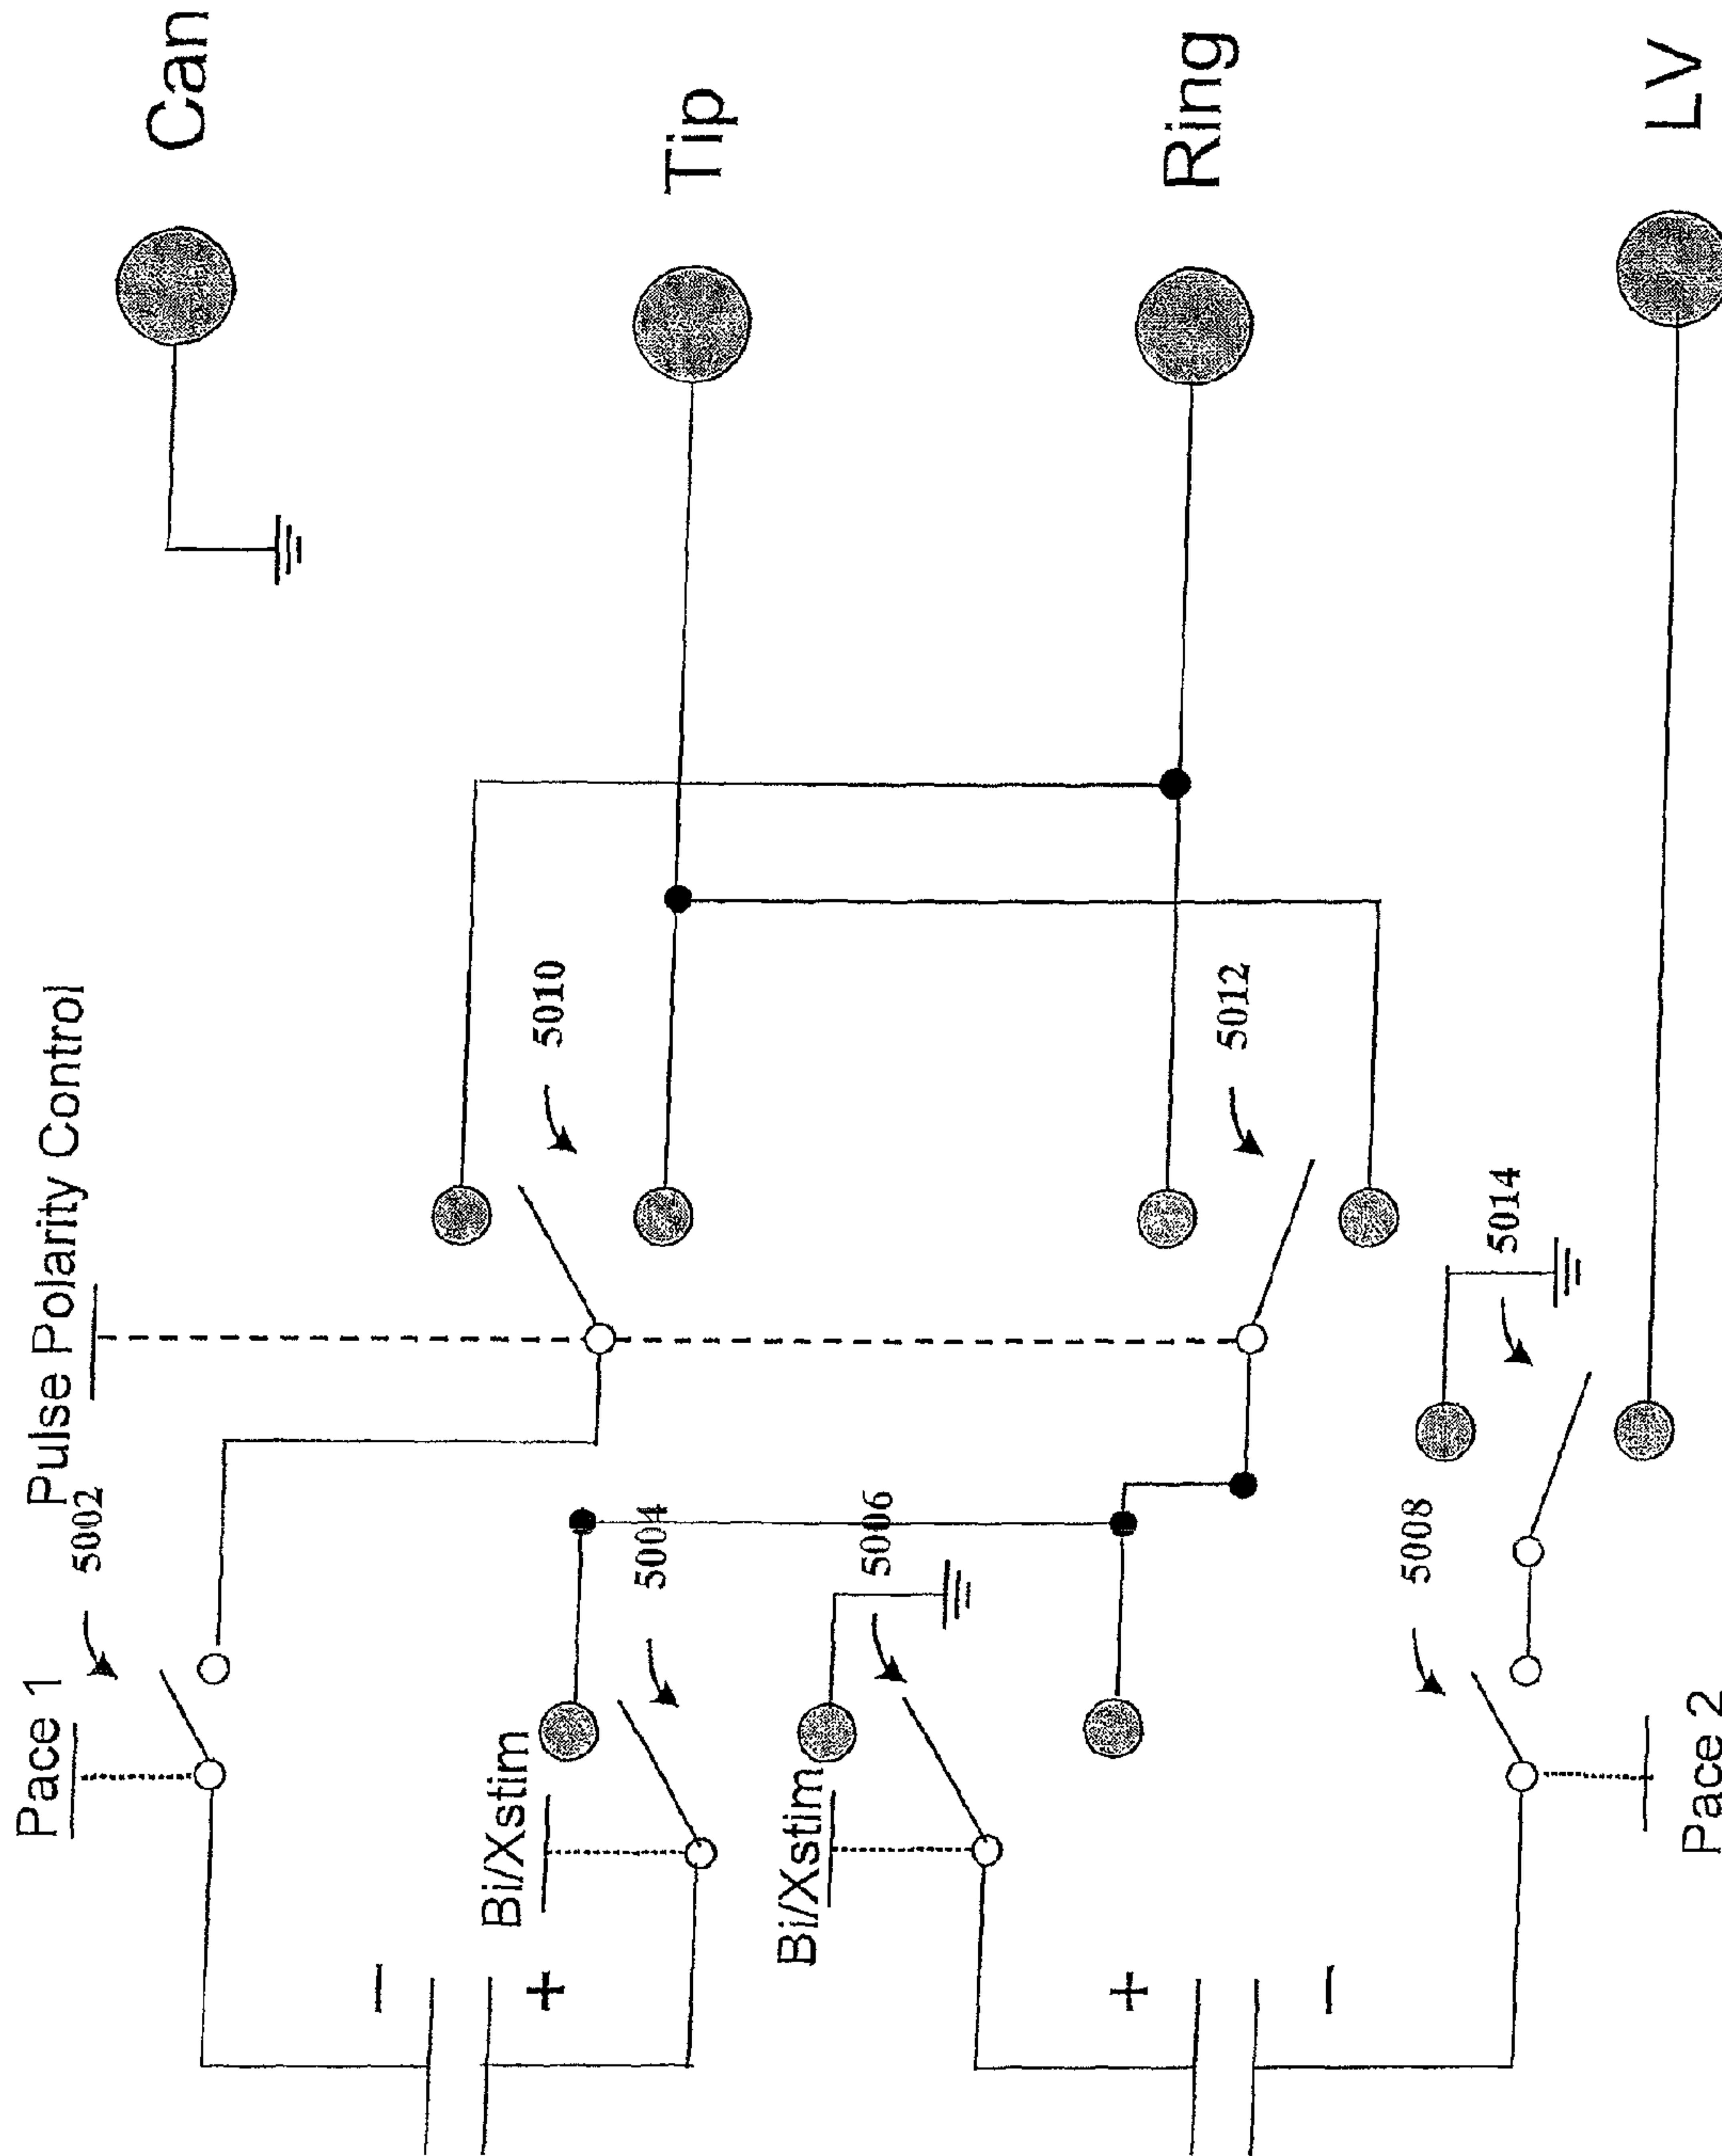 Can
Tip
Ring
LV
Pulse Polarity Control
5010
5012
5014
Pace 1
5002
Bi/Xstim
5004
Bi/Xstim
5006
5008
Pace 2
−
+
+
−